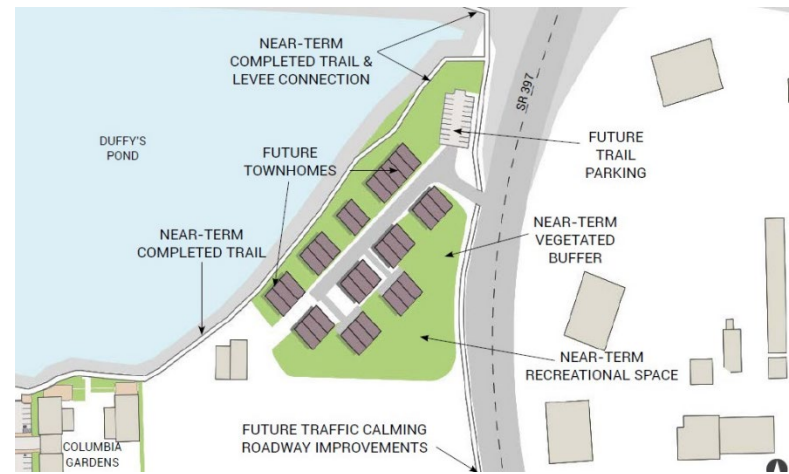 NEAR-TERM
COMPLETED TRAIL &
LEVEE CONNECTION
SR 397
DUFFY'S
POND
FUTURE
TOWNHOMES
FUTURE
TRAIL
PARKING
NEAR-TERM
COMPLETED TRAIL
NEAR-TERM
VEGETATED
BUFFER
NEAR-TERM
RECREATIONAL SPACE
FUTURE TRAFFIC CALMING
ROADWAY IMPROVEMENTS
COLUMBIA
GARDENS